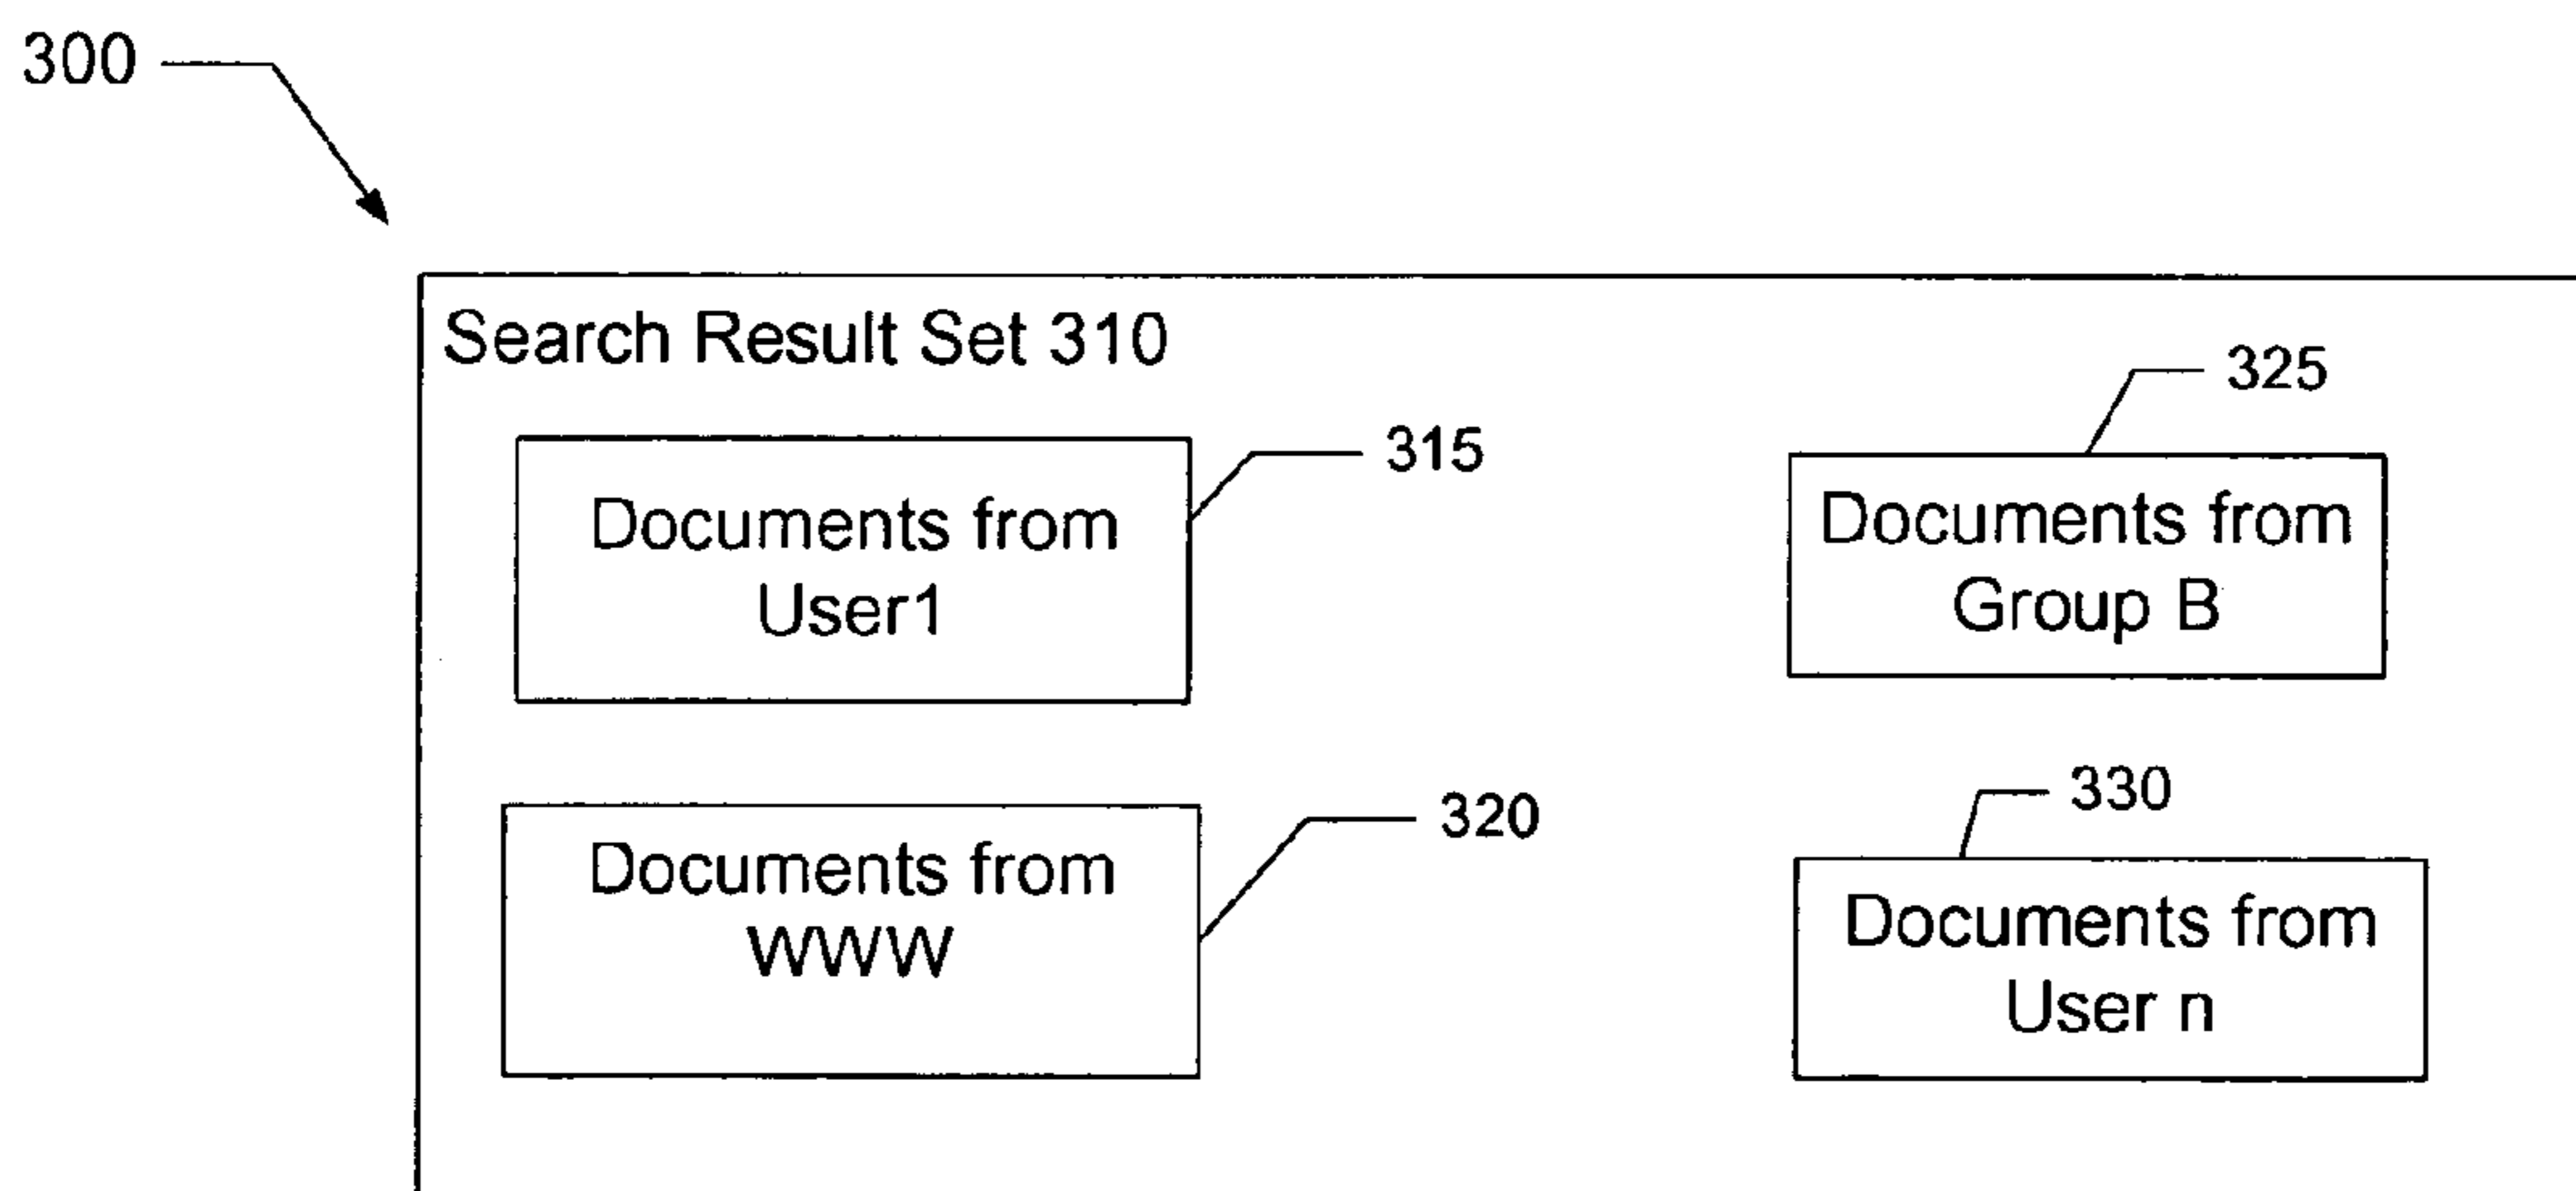 300
Search Result Set 310
315
Documents from
User1
325
Documents from
Group B
320
Documents from
WWW
330
Documents from
User n